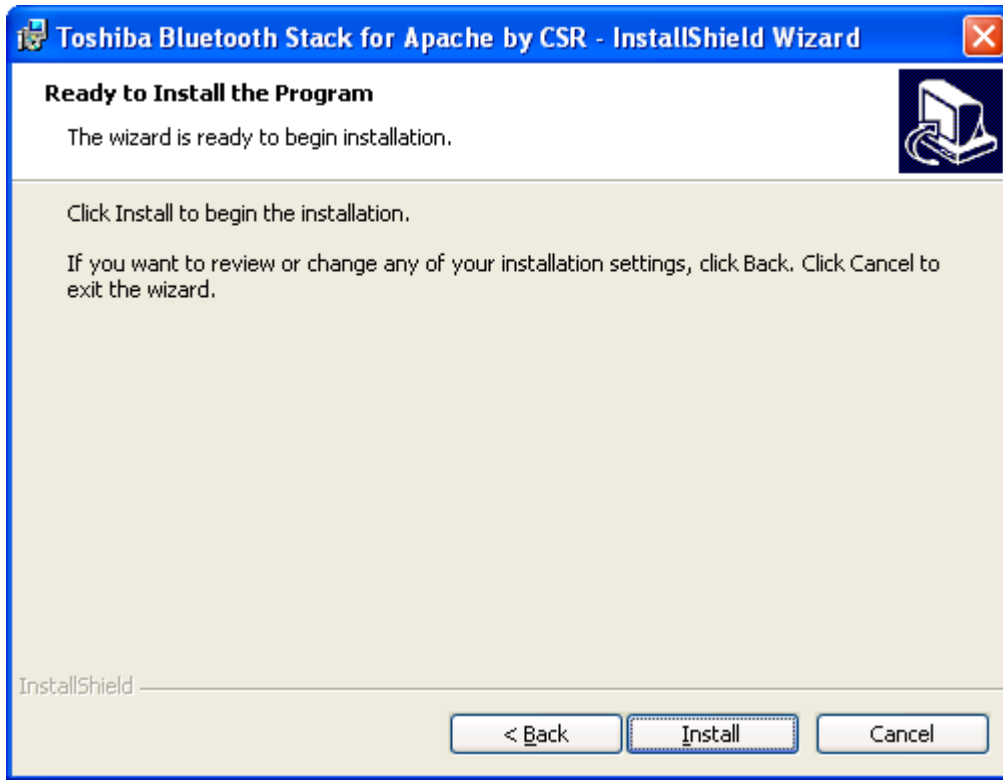 Toshiba Bluetooth Stack for Apache by CSR - InstallShield Wizard
Ready to Install the Program
The wizard is ready to begin installation.
Click Install to begin the installation.
If you want to review or change any of your installation settings, click Back. Click Cancel to
exit the wizard.
InstallShield
< Back
Install
Cancel